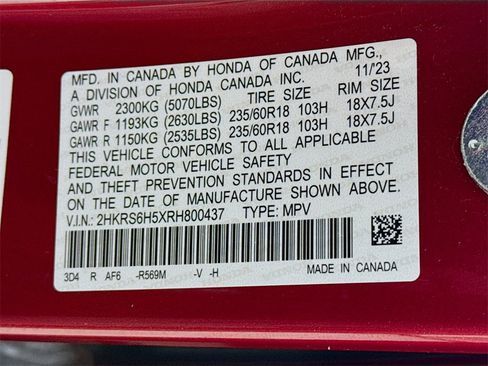 MFD. IN CANADA BY HONDA OF CANADA MFG.,
A DIVISION OF HONDA CANADA INC. 11/23
GVWR 2300KG (5070LBS) TIRE SIZE RIM SIZE
GAWR F 1193KG (2630LBS) 235/60R18 103H 18X7.5J
GAWR R 1150KG (2535LBS) 235/60R18 103H 18X7.5J
THIS VEHICLE CONFORMS TO ALL APPLICABLE
FEDERAL MOTOR VEHICLE SAFETY
AND THEFT PREVENTION STANDARDS IN EFFECT
ON THE DATE OF MANUFACTURE SHOWN ABOVE.
V.I.N: 2HKRS6H5XRH800437 TYPE: MPV
3D4 R AF6 -R569M -V -H MADE IN CANADA